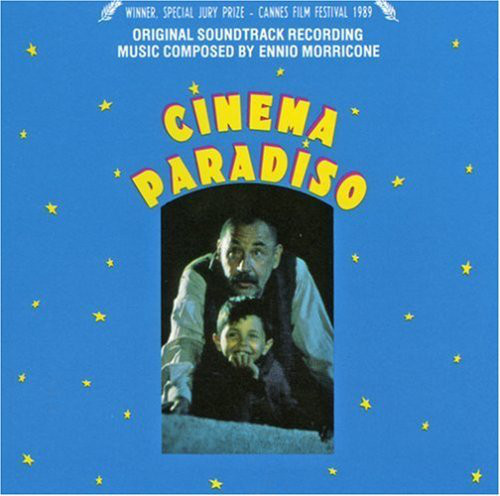 WINNER, SPECIAL JURY PRIZE - CANNES FILM FESTIVAL 1989
ORIGINAL SOUNDTRACK RECORDING
MUSIC COMPOSED BY ENNIO MORRICONE
CINEMA
PARADISO